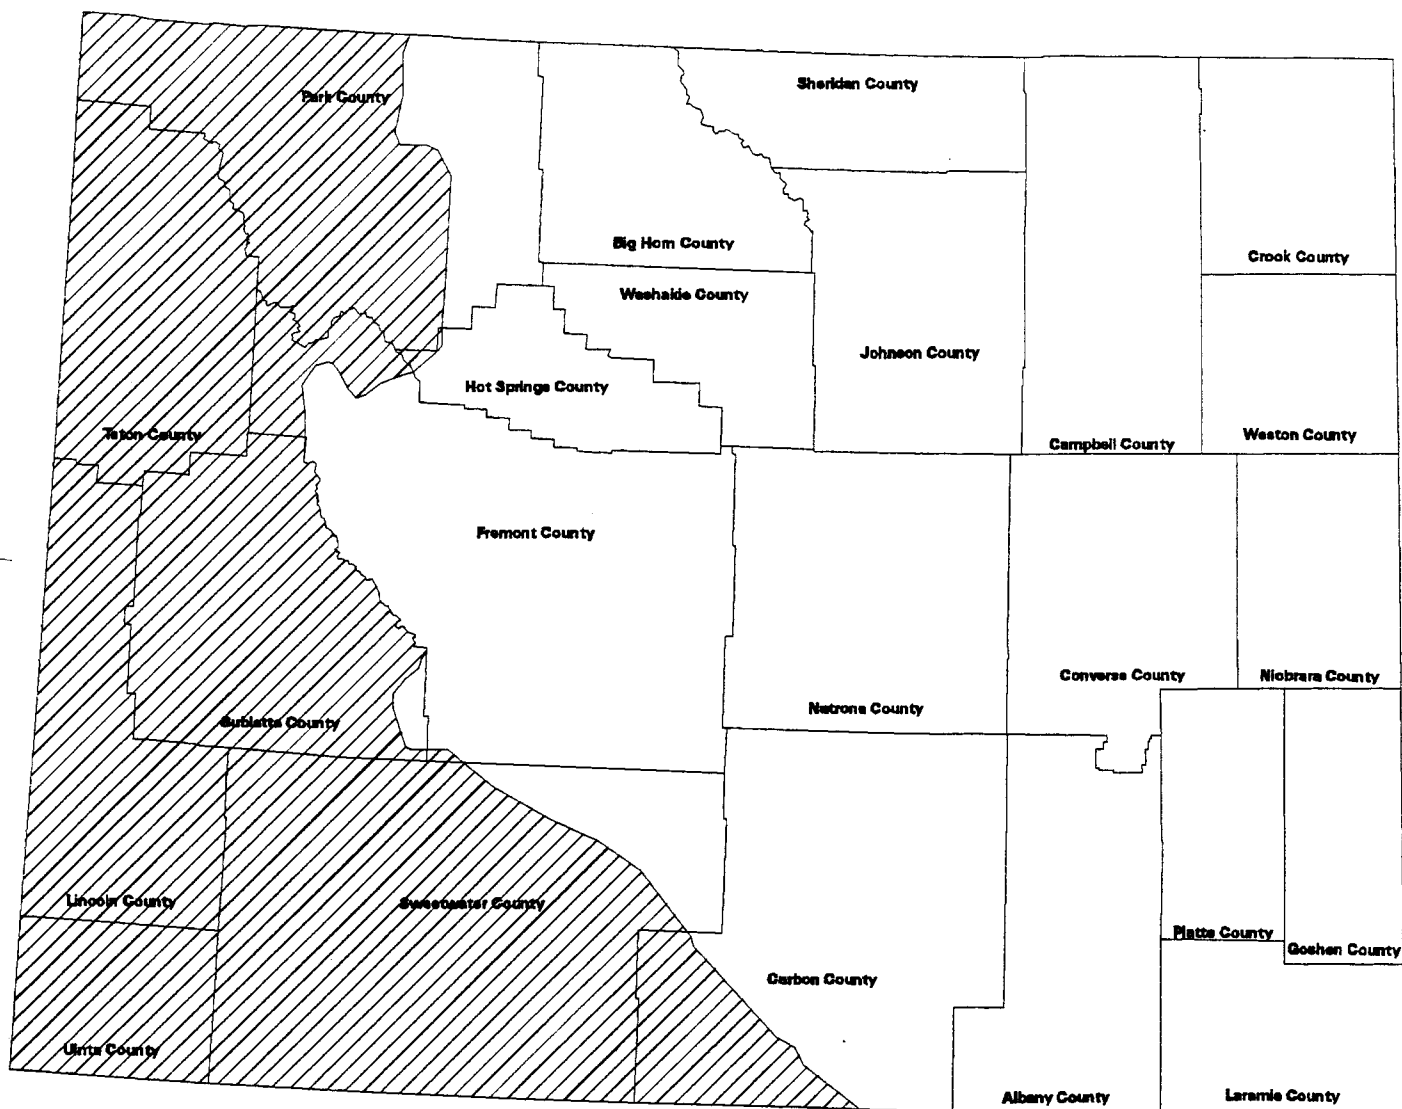 Sheridan County
Park County
Big Horn County
Crook County
Washakie County
Johnson County
Hot Springs County
Teton County
Campbell County
Weston County
Fremont County
Converse County
Niobrara County
Natrona County
Sublette County
Lincoln County
Sweetwater County
Platte County
Goshen County
Carbon County
Uinta County
Albany County
Laramie County